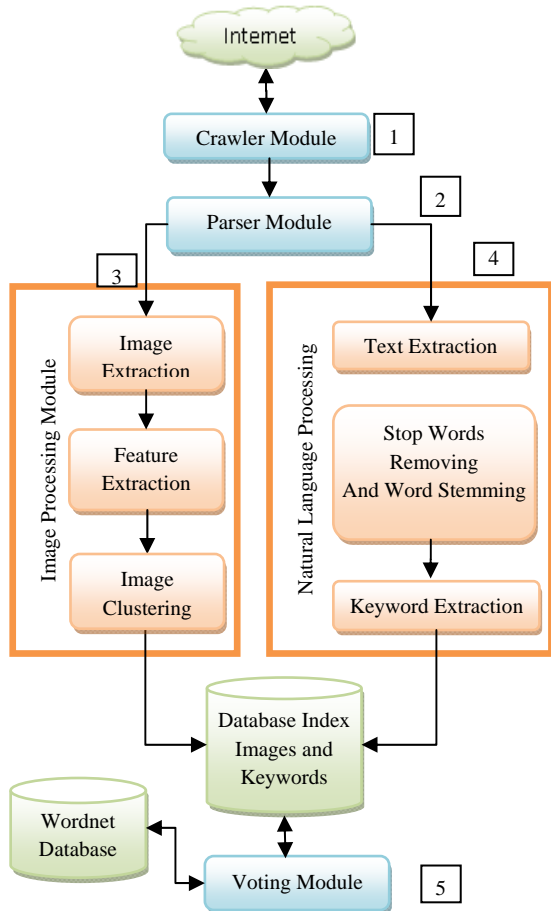 Internet
Crawler Module
1
Parser Module
2
3
4
Image Processing Module
Image
Extraction
Feature
Extraction
Image
Clustering
Natural Language Processing
Text Extraction
Stop Words
Removing
And Word Stemming
Keyword Extraction
Database Index
Images and
Keywords
Wordnet
Database
Voting Module
5